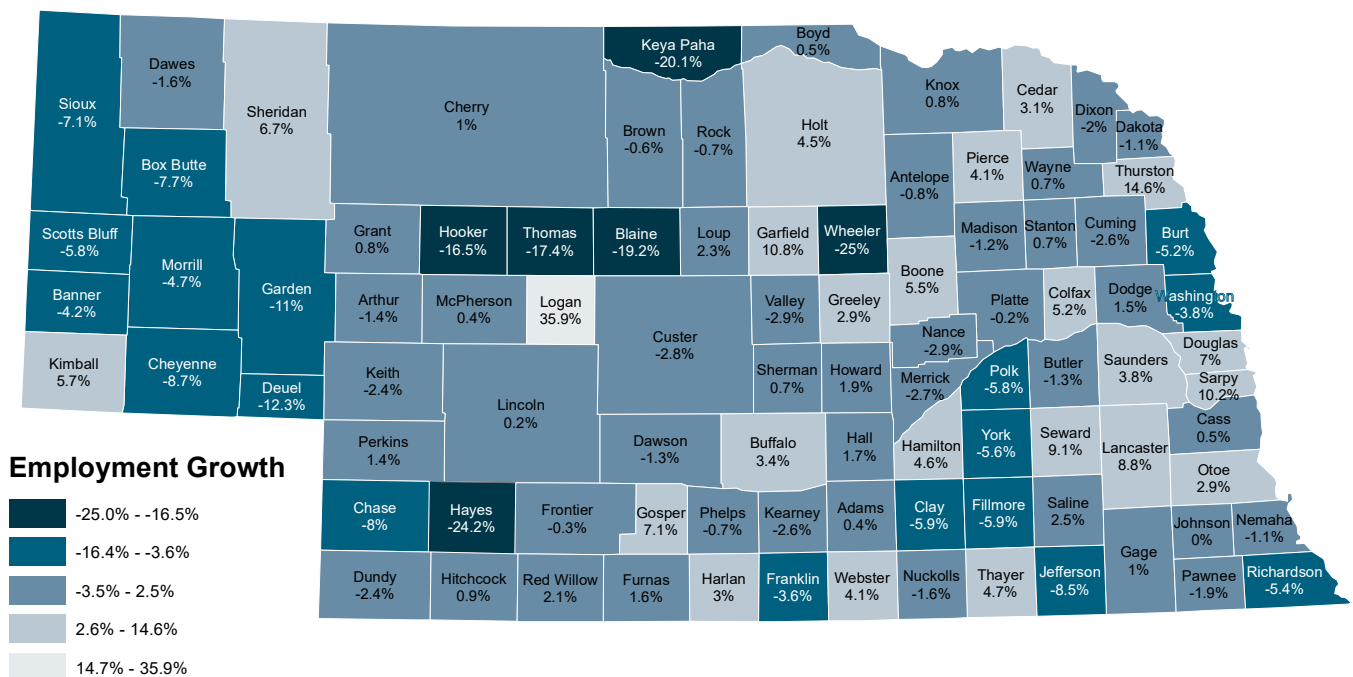 Keya Paha
-20.1%
Boyd
0.5%
Dawes
-1.6%
Sioux
-7.1%
Sheridan
6.7%
Cherry
1%
Brown
-0.6%
Rock
-0.7%
Holt
4.5%
Knox
0.8%
Cedar
3.1%
Dixon
-2%
Dakota
-1.1%
Box Butte
-7.7%
Antelope
-0.8%
Pierce
4.1%
Wayne
0.7%
Thurston
14.6%
Scotts Bluff
-5.8%
Morrill
-4.7%
Garden
-11%
Grant
0.8%
Hooker
-16.5%
Thomas
-17.4%
Blaine
-19.2%
Loup
2.3%
Garfield
10.8%
Wheeler
-25%
Madison
-1.2%
Stanton
0.7%
Cuming
-2.6%
Burt
-5.2%
Banner
-4.2%
Arthur
-1.4%
McPherson
0.4%
Logan
35.9%
Custer
-2.8%
Valley
-2.9%
Greeley
2.9%
Boone
5.5%
Platte
-0.2%
Colfax
5.2%
Dodge
1.5%
Washington
-3.8%
Kimball
5.7%
Cheyenne
-8.7%
Deuel
-12.3%
Keith
-2.4%
Lincoln
0.2%
Sherman
0.7%
Howard
1.9%
Nance
-2.9%
Merrick
-2.7%
Polk
-5.8%
Butler
-1.3%
Saunders
3.8%
Douglas
7%
Sarpy
10.2%
Perkins
1.4%
Dawson
-1.3%
Buffalo
3.4%
Hall
1.7%
Hamilton
4.6%
York
-5.6%
Seward
9.1%
Lancaster
8.8%
Cass
0.5%
Otoe
2.9%
Chase
-8%
Hayes
-24.2%
Frontier
-0.3%
Gosper
7.1%
Phelps
-0.7%
Kearney
-2.6%
Adams
0.4%
Clay
-5.9%
Fillmore
-5.9%
Saline
2.5%
Gage
1%
Johnson
0%
Nemaha
-1.1%
Dundy
-2.4%
Hitchcock
0.9%
Red Willow
2.1%
Furnas
1.6%
Harlan
3%
Franklin
-3.6%
Webster
4.1%
Nuckolls
-1.6%
Thayer
4.7%
Jefferson
-8.5%
Pawnee
-1.9%
Richardson
-5.4%
Employment Growth
-25.0% - -16.5%
-16.4% - -3.6%
-3.5% - 2.5%
2.6% - 14.6%
14.7% - 35.9%